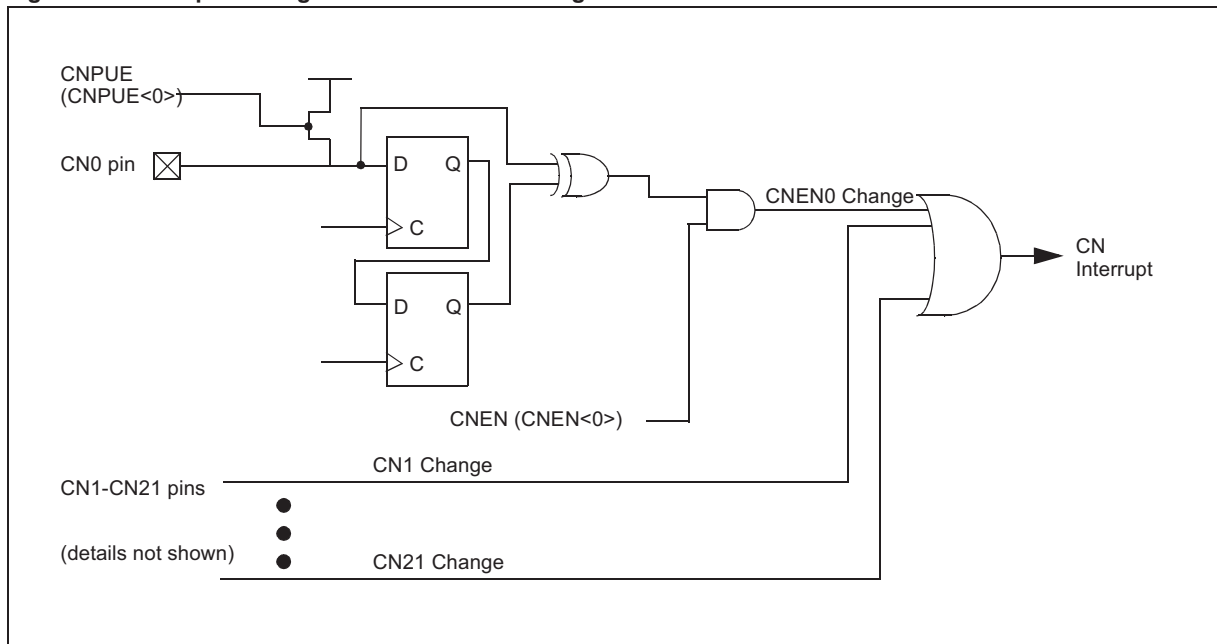 CNPUE
(CNPUE<0>)
CN0 pin
D Q
C
D Q
C
CNEN0 Change
CN
Interrupt
CNEN (CNEN<0>)
CN1 Change
CN1-CN21 pins
(details not shown)
CN21 Change